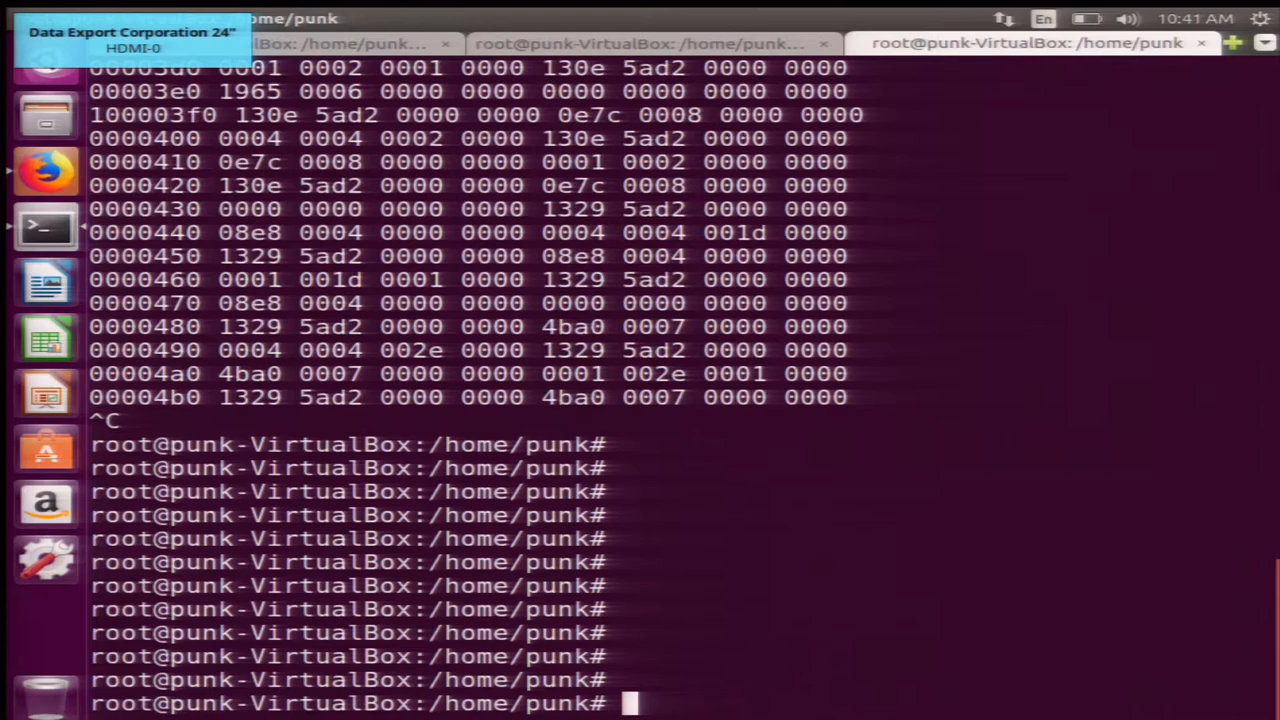 Data Export Corporation 24"
HDMI-0
ome/punk
En
10:41 AM
VirtualBox: /home/punk... ×
root@punk-VirtualBox: /home/punk... ×
root@punk-VirtualBox: /home/punk ×
00003d0 0001 0002 0001 0000 130e 5ad2 0000 0000
00003e0 1965 0006 0000 0000 0000 0000 0000 0000
100003f0 130e 5ad2 0000 0000 0e7c 0008 0000 0000
0000400 0004 0004 0002 0000 130e 5ad2 0000 0000
0000410 0e7c 0008 0000 0000 0001 0002 0000 0000
0000420 130e 5ad2 0000 0000 0e7c 0008 0000 0000
0000430 0000 0000 0000 0000 1329 5ad2 0000 0000
0000440 08e8 0004 0000 0000 0004 0004 001d 0000
0000450 1329 5ad2 0000 0000 08e8 0004 0000 0000
0000460 0001 001d 0001 0000 1329 5ad2 0000 0000
0000470 08e8 0004 0000 0000 0000 0000 0000 0000
0000480 1329 5ad2 0000 0000 4ba0 0007 0000 0000
0000490 0004 0004 002e 0000 1329 5ad2 0000 0000
00004a0 4ba0 0007 0000 0000 0001 002e 0001 0000
00004b0 1329 5ad2 0000 0000 4ba0 0007 0000 0000
^C
root@punk-VirtualBox:/home/punk#
root@punk-VirtualBox:/home/punk#
root@punk-VirtualBox:/home/punk#
root@punk-VirtualBox:/home/punk#
root@punk-VirtualBox:/home/punk#
root@punk-VirtualBox:/home/punk#
root@punk-VirtualBox:/home/punk#
root@punk-VirtualBox:/home/punk#
root@punk-VirtualBox:/home/punk#
root@punk-VirtualBox:/home/punk#
root@punk-VirtualBox:/home/punk#
root@punk-VirtualBox:/home/punk#